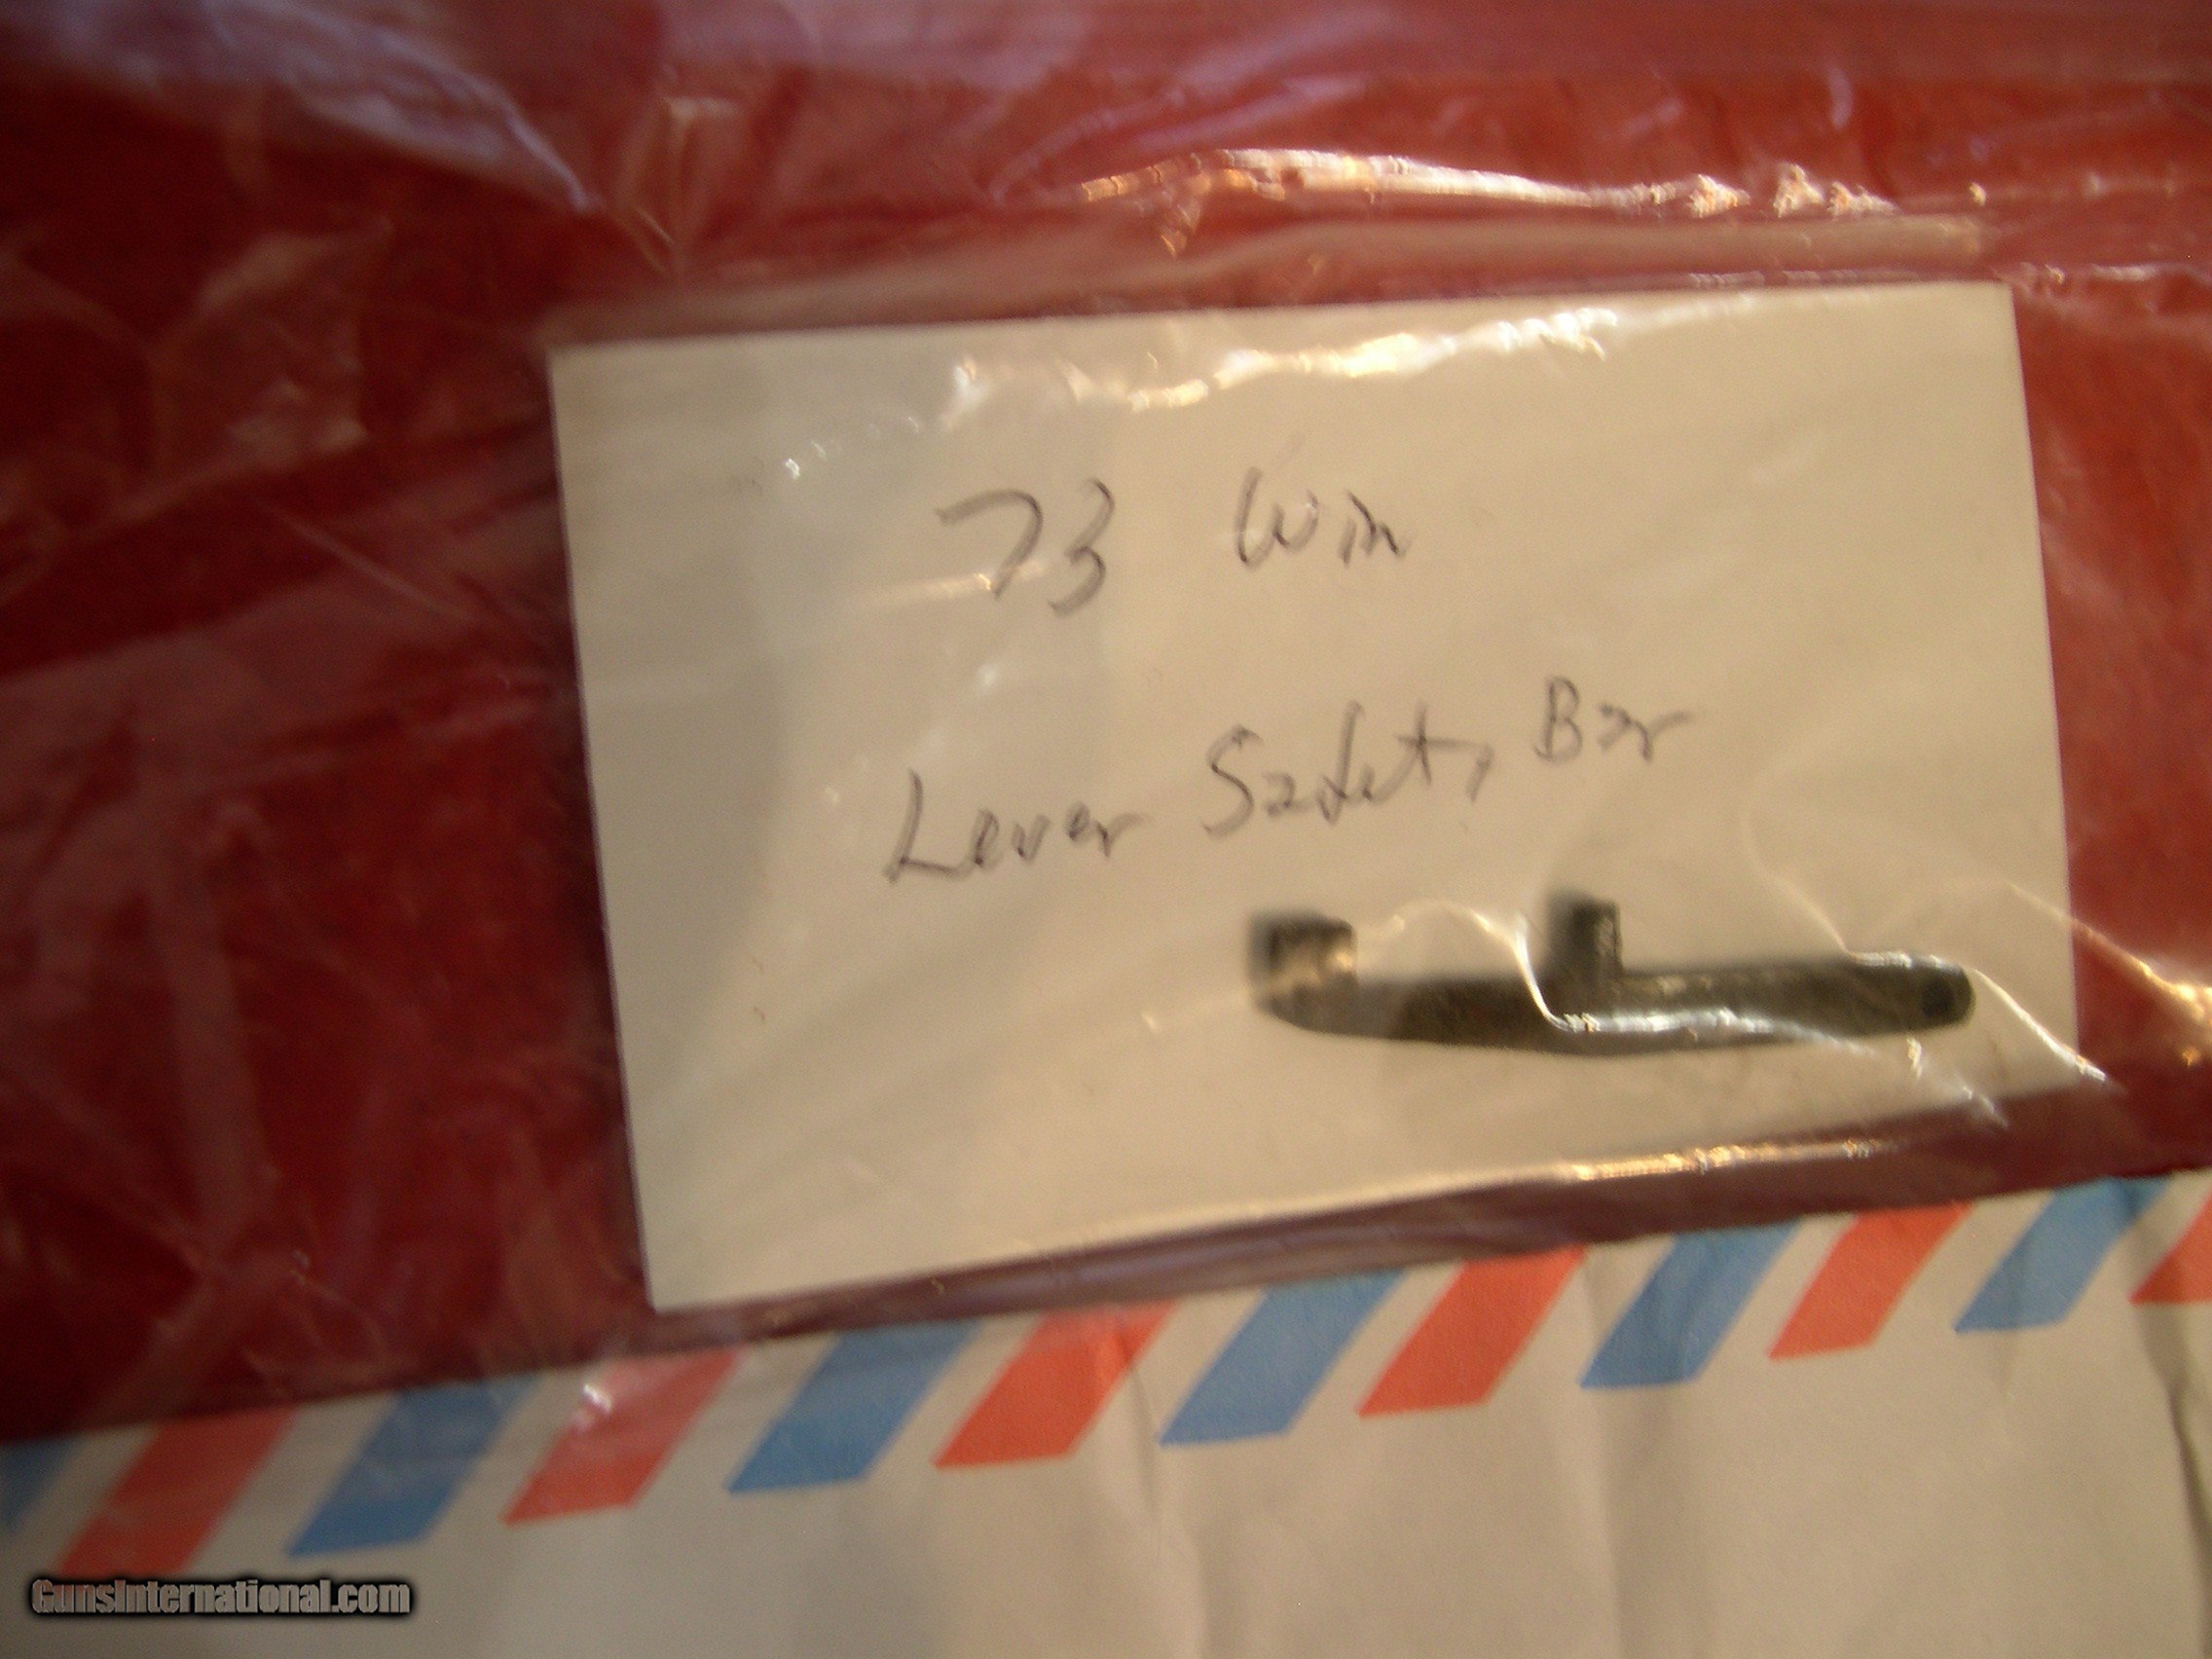 73 Win
Lever Safety Bar
GunsInternational.com